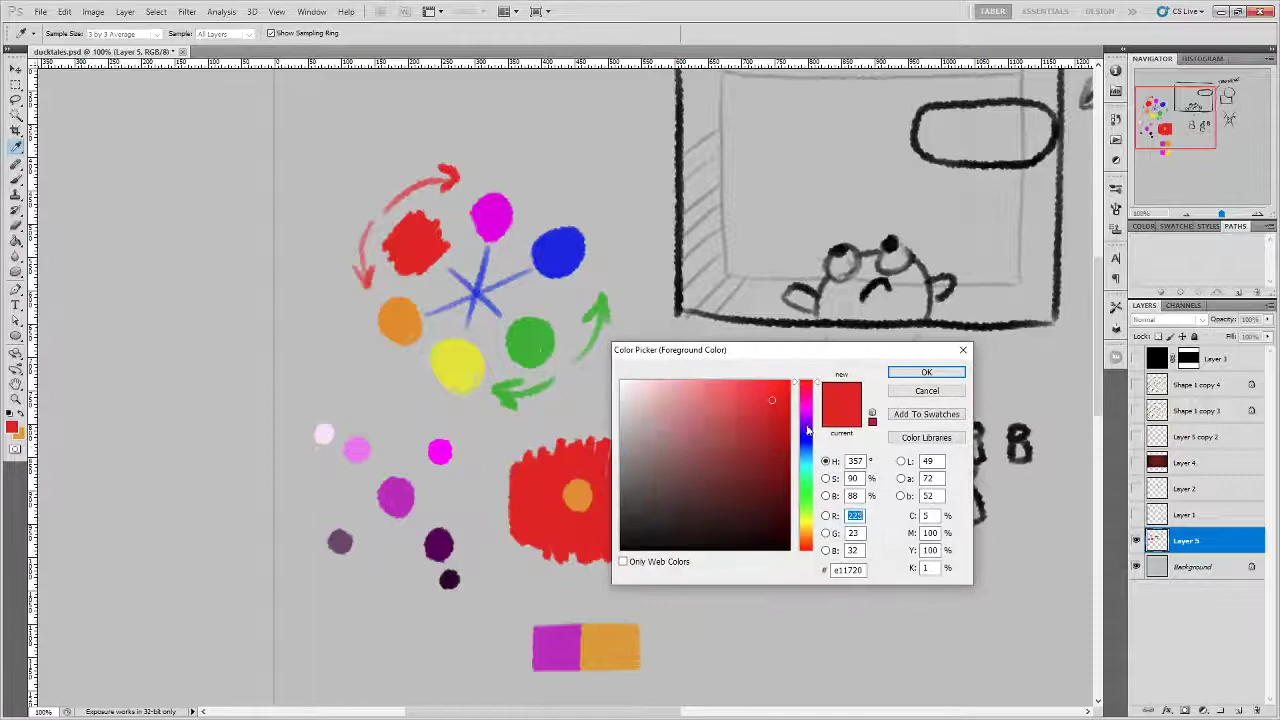 PS File Edit Image Layer Select Filter Analysis 3D View Window Help TABER ESSENTIALS DESIGN CS Live
Sample Size: 3 by 3 Average Sample: All Layers Show Sampling Ring
ducktales.psd @ 100% (Layer 5, RGB/8) *
NAVIGATOR HISTOGRAM
100%
COLOR SWATCHES STYLES PATHS
LAYERS CHANNELS
Normal Opacity: 100%
Lock: Fill: 100%
Layer 3
Shape 1 copy 4
Shape 1 copy 3
Layer 5 copy 2
Layer 4
Layer 2
Layer 1
Layer 5
Background
Color Picker (Foreground Color)
new
current
OK
Cancel
Add To Swatches
Color Libraries
H: 357 ° L: 49
S: 90 % a: 72
B: 88 % b: 52
R: 225 C: 5 %
G: 23 M: 100 %
B: 32 Y: 100 %
# e11720 K: 1 %
Only Web Colors
100% Exposure works in 32-bit only